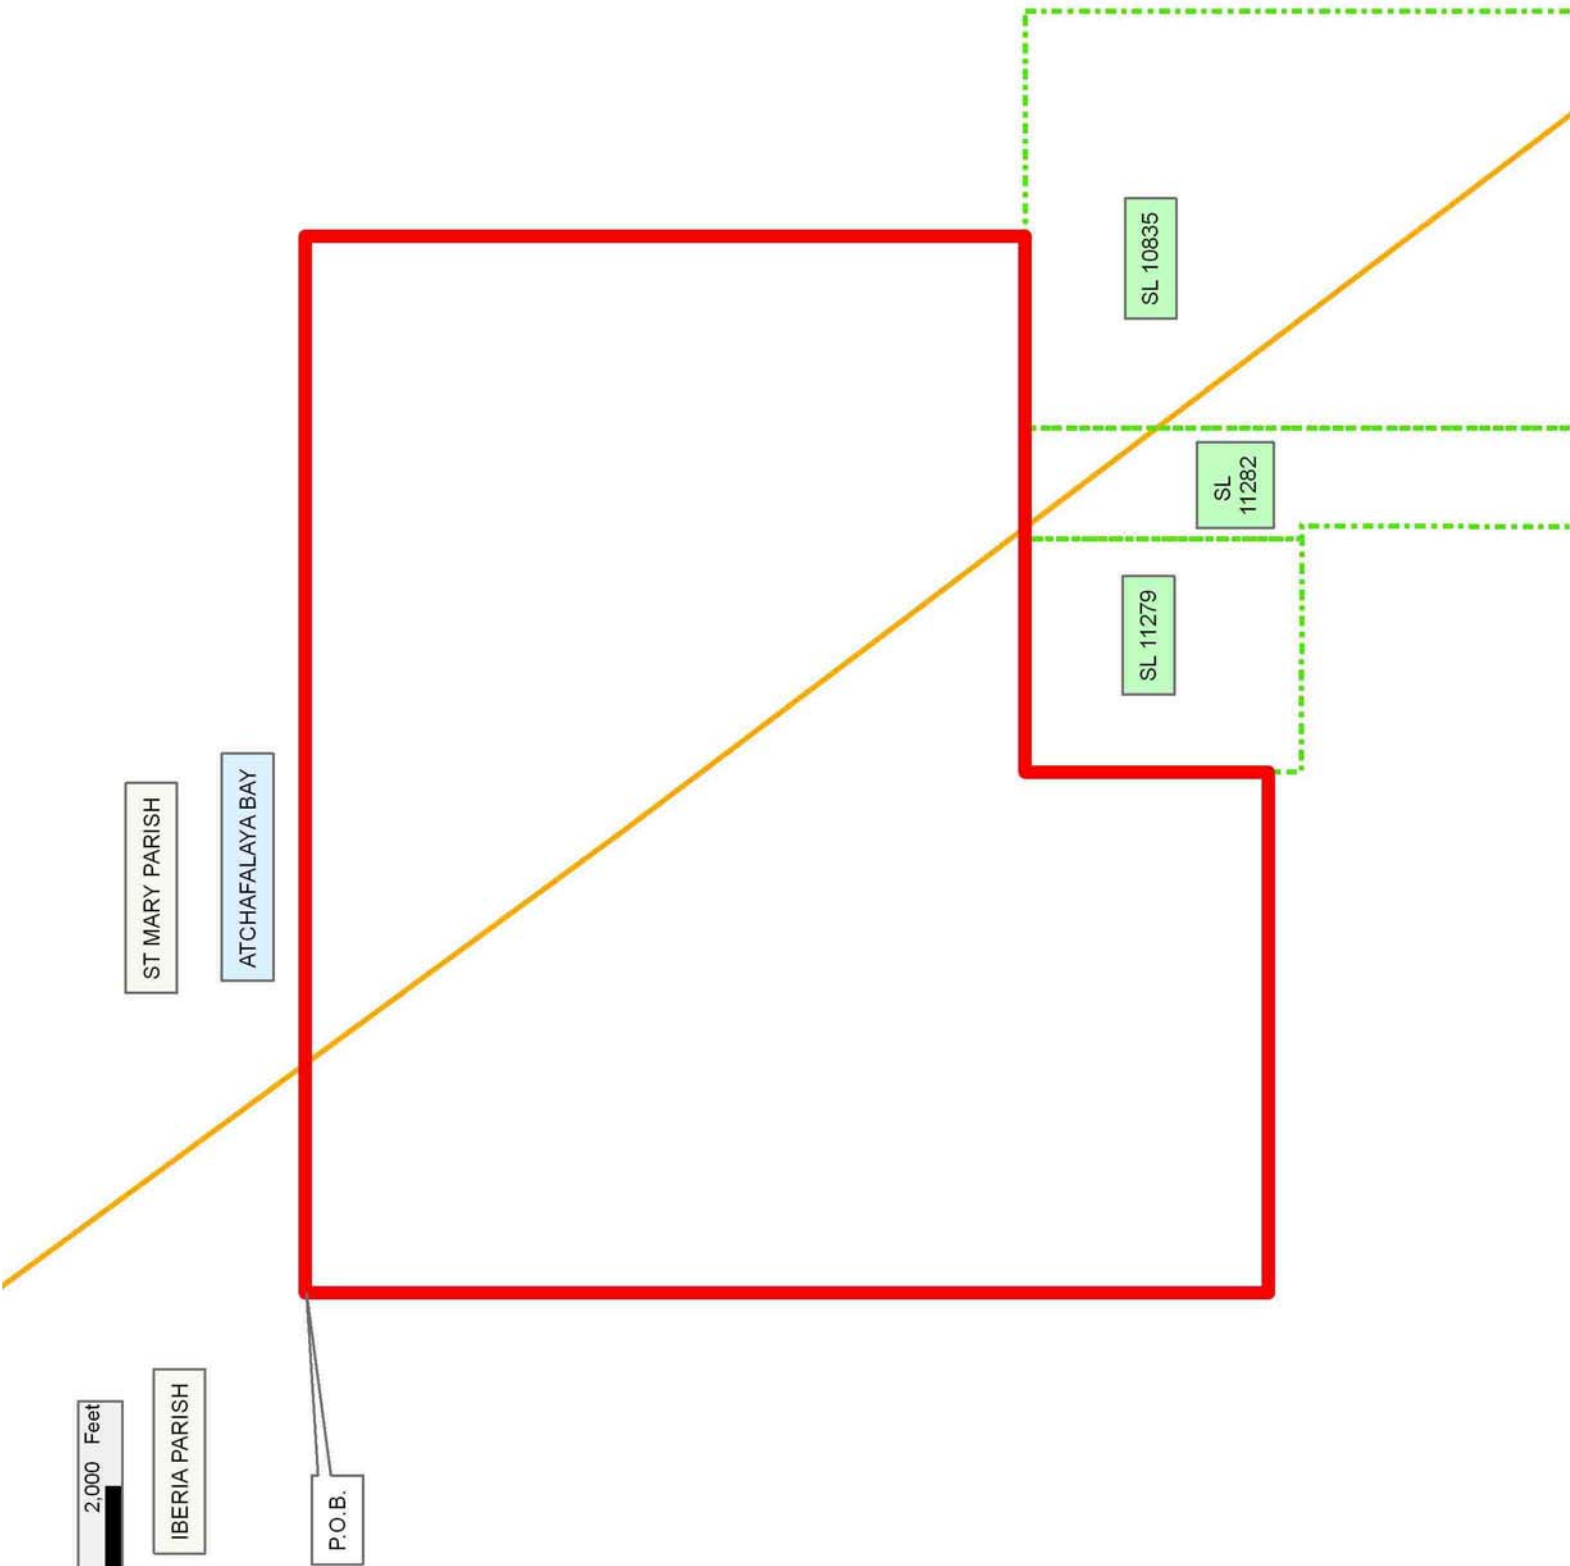 2,000 Feet
IBERIA PARISH
P.O.B.
ST MARY PARISH
ATCHAFALAYA BAY
SL 11279
SL
11282
SL 10835